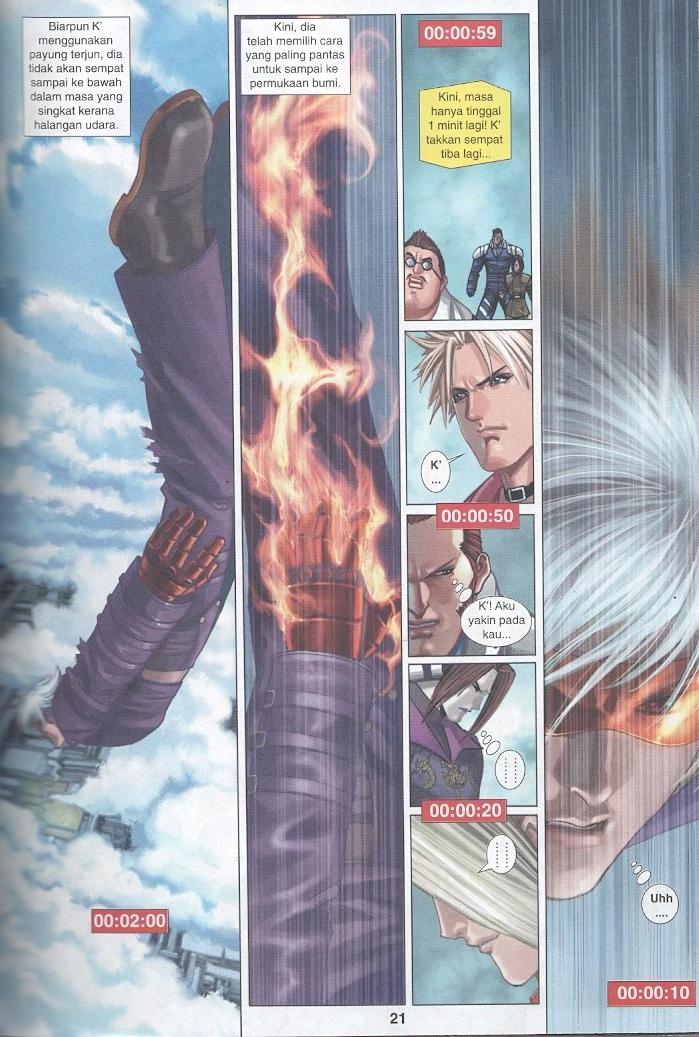 Biarpun K'
menggunakan
payung terjun, dia
tidak akan sempat
sampai ke bawah
dalam masa yang
singkat kerana
halangan udara.
00:02:00
Kini, dia
telah memilih cara
yang paling pantas
untuk sampai ke
permukaan bumi.
00:00:59
Kini, masa
hanya tinggal
1 minit lagi! K'
takkan sempat
tiba lagi...
K'
...
00:00:50
K'! Aku
yakin pada
kau...
00:00:20
Uhh
....
00:00:10
21